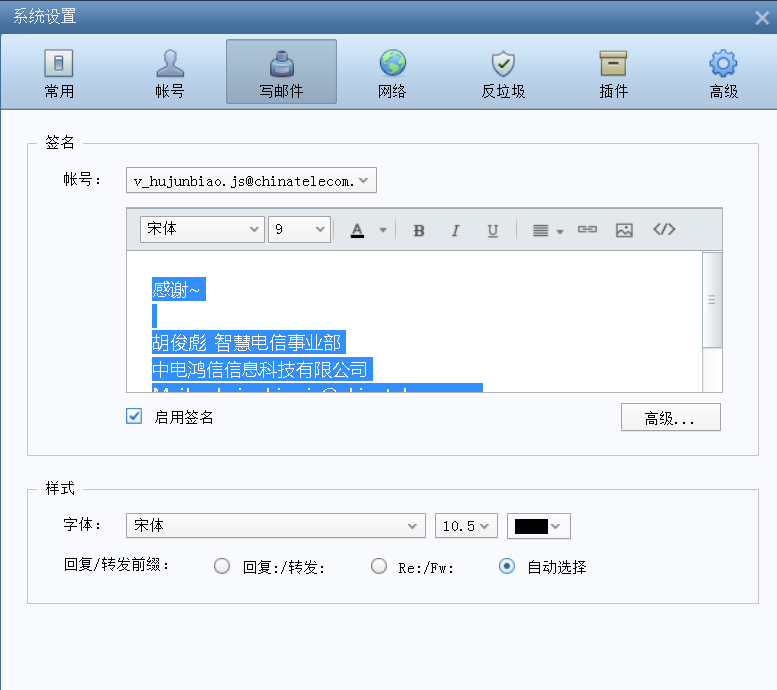 系统设置
常用 帐号 写邮件 网络 反垃圾 插件 高级
签名
帐号: v_hujunbiao.js@chinatelecom.
宋体 9 A B I U </>
感谢~
胡俊彪 智慧电信事业部
中电鸿信信息科技有限公司
启用签名 高级...
样式
字体: 宋体 10.5
回复/转发前缀: 回复:/转发: Re:/Fw: 自动选择